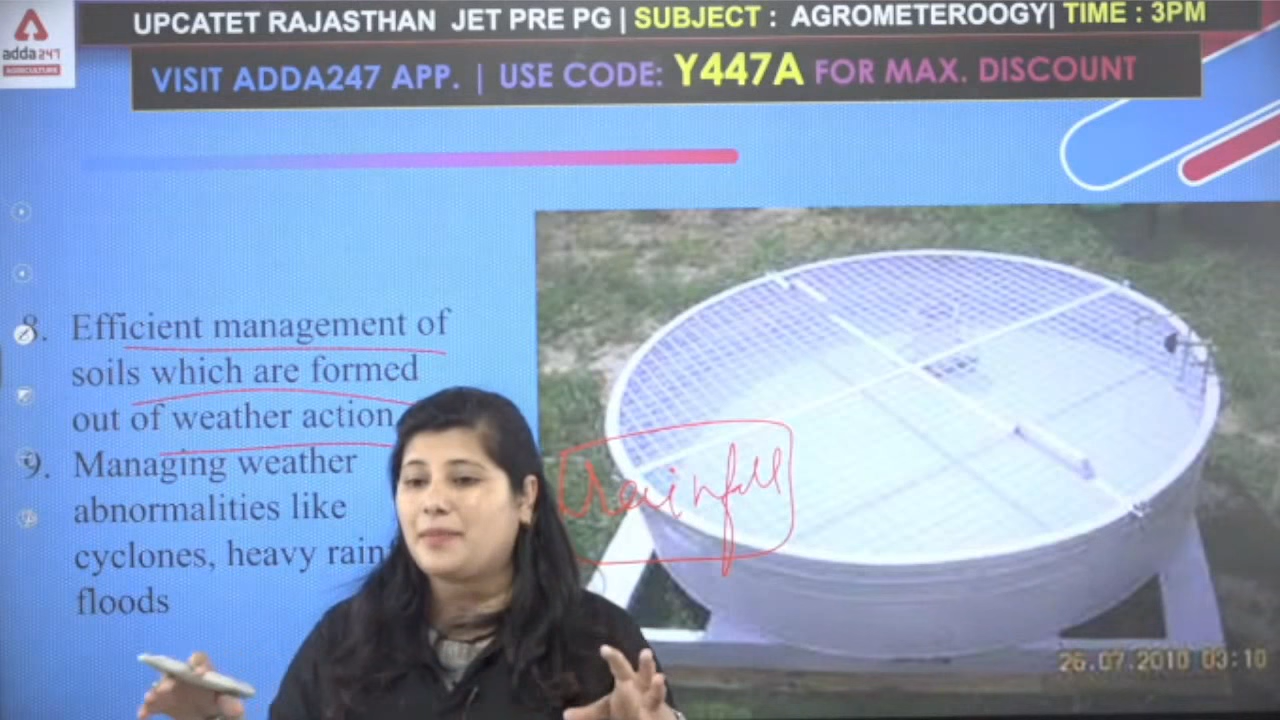 UPCATET RAJASTHAN JET PRE PG | SUBJECT : AGROMETEROOGY| TIME : 3PM
adda247
AGRICULTURE
VISIT ADDA247 APP. | USE CODE: Y447A FOR MAX. DISCOUNT
8. Efficient management of
soils which are formed
out of weather action
9. Managing weather
abnormalities like
cyclones, heavy rain
floods
rainfall
26.07.2010 03:10